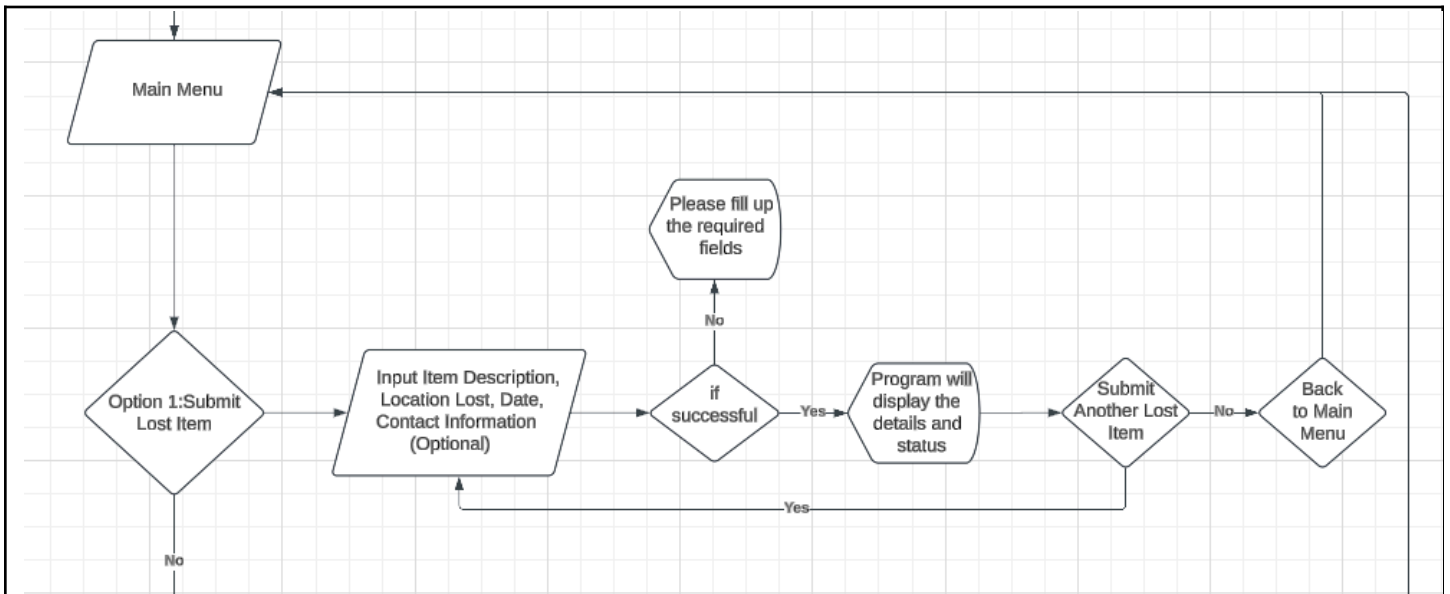 Main Menu
Please fill up
the required
fields
No
Option 1:Submit
Lost Item
Input Item Description,
Location Lost, Date,
Contact Information
(Optional)
if
successful
Yes
Program will
display the
details and
status
Submit
Another Lost
Item
No
Back
to Main
Menu
Yes
No